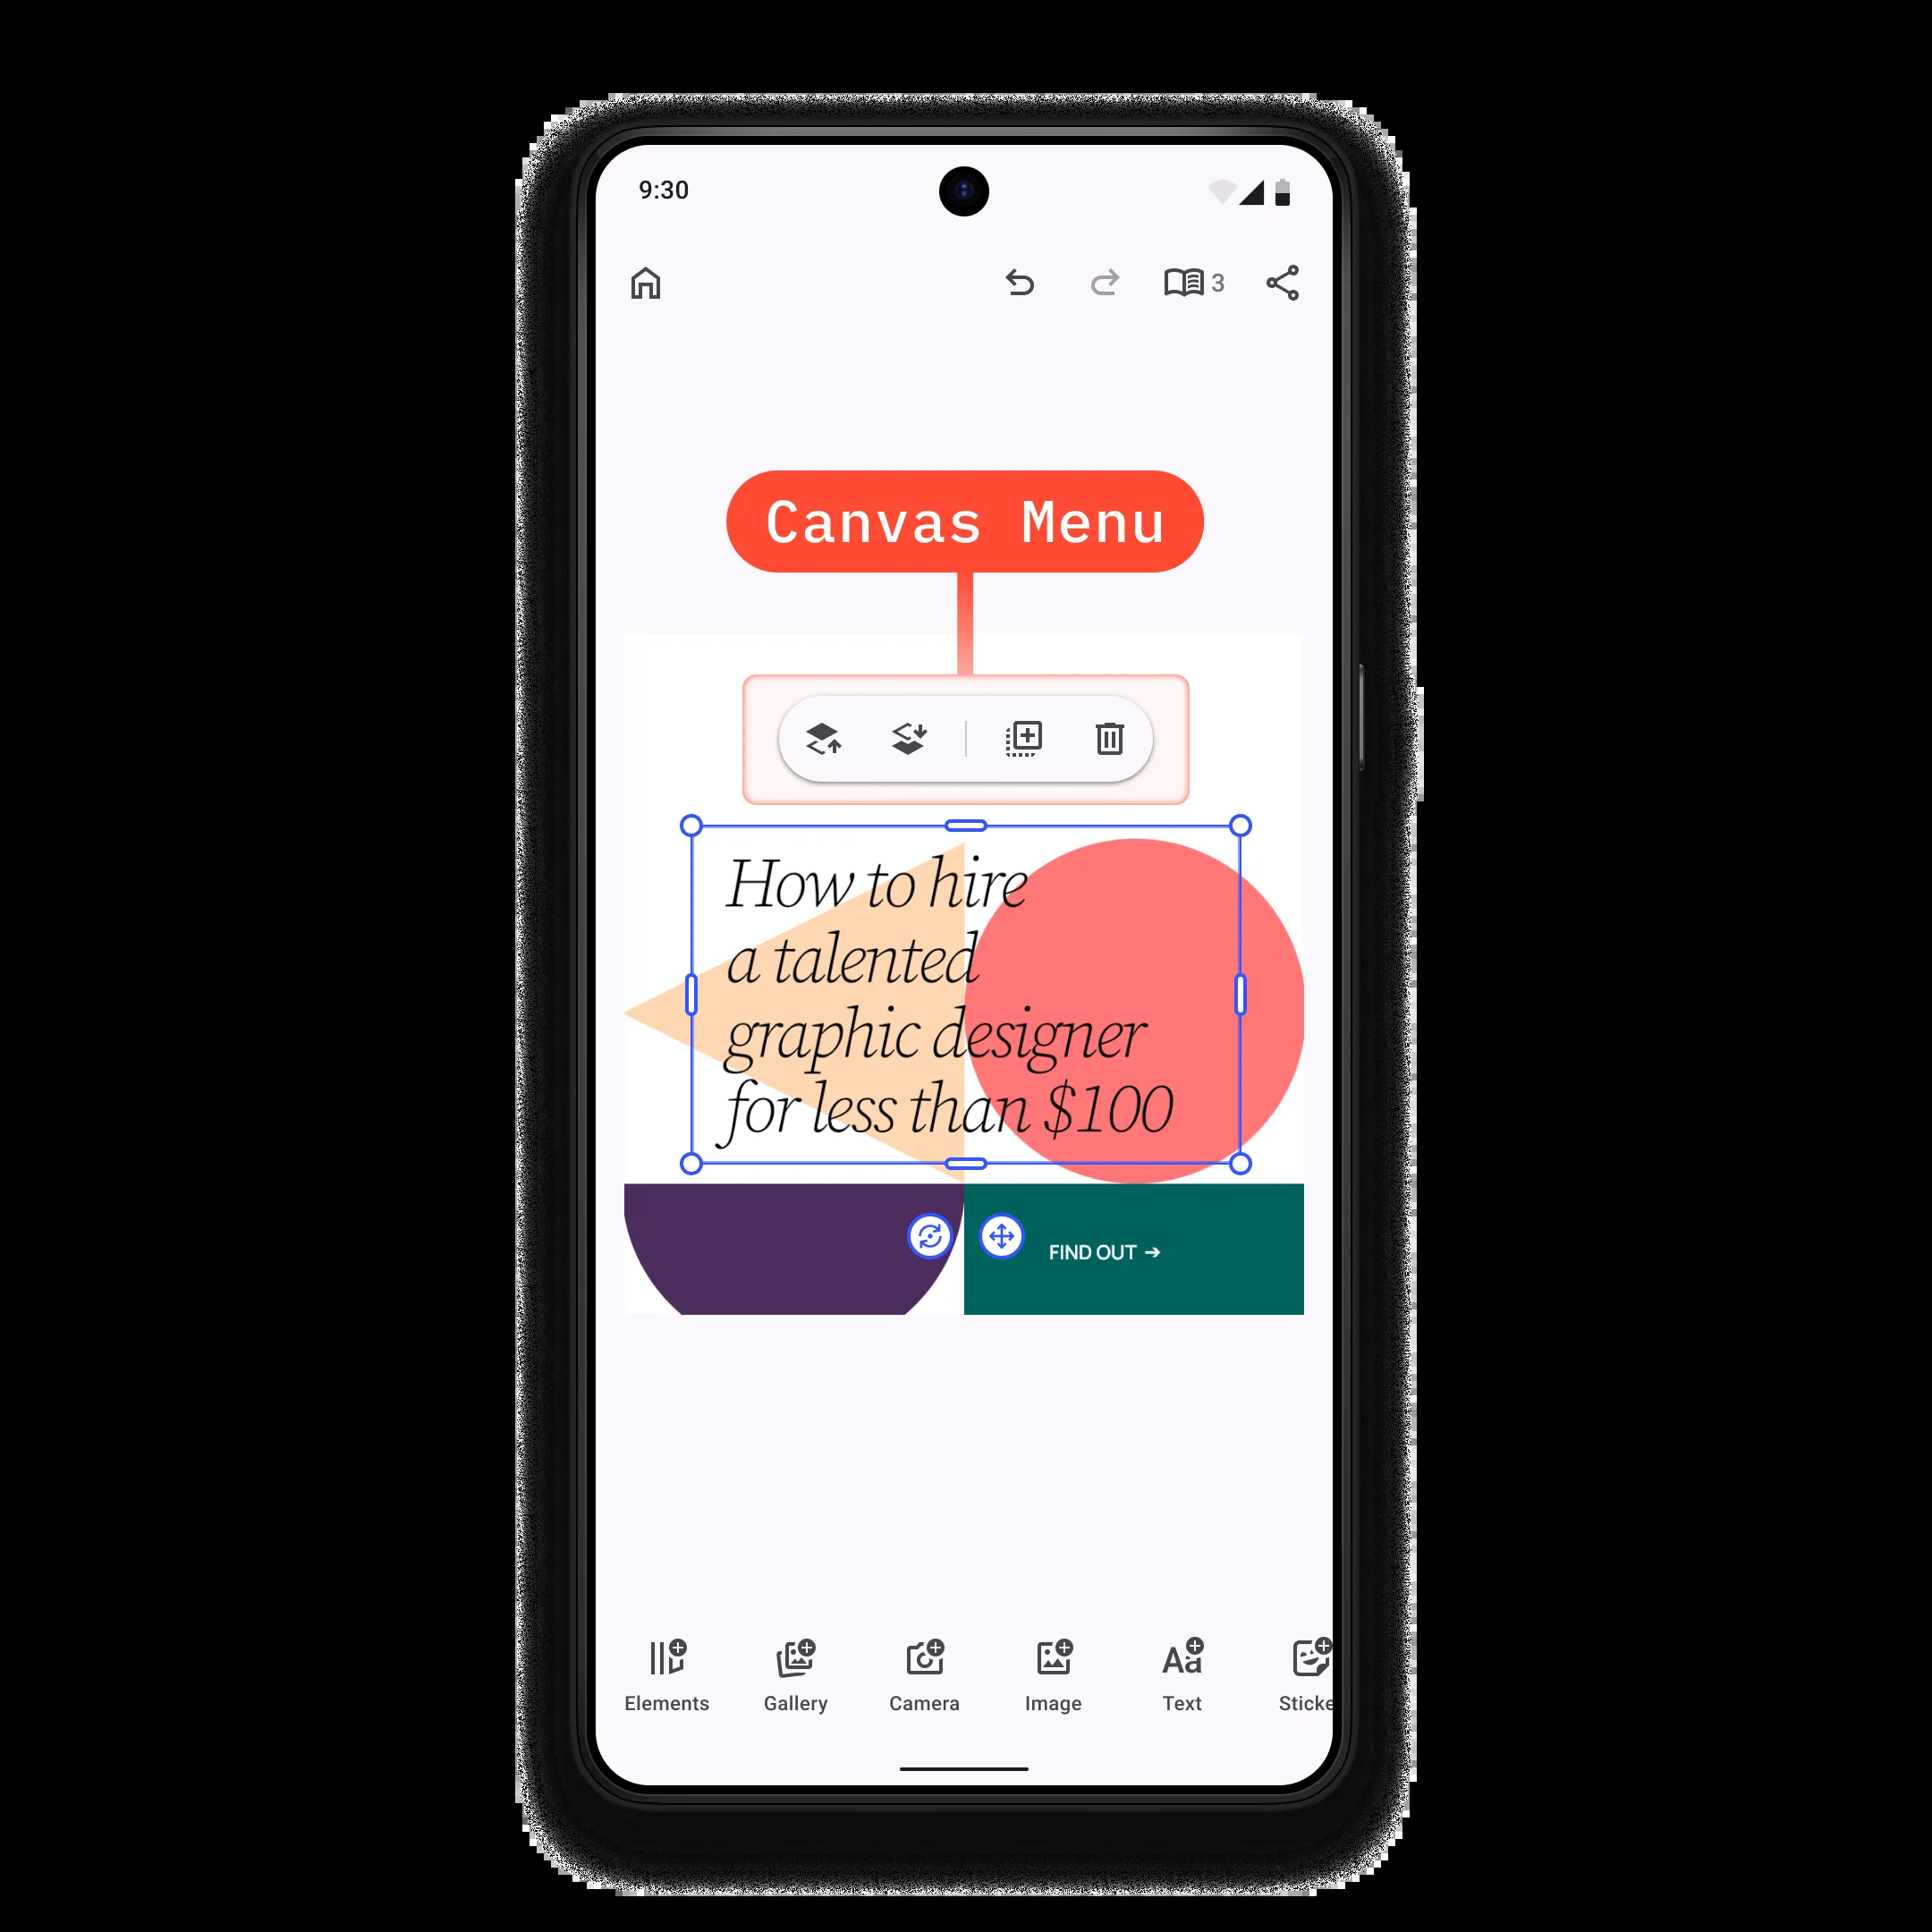 9:30
3
Canvas Menu
How to hire
a talented
graphic designer
for less than $100
FIND OUT →
Elements
Gallery
Camera
Image
Aa
Text
Sticke